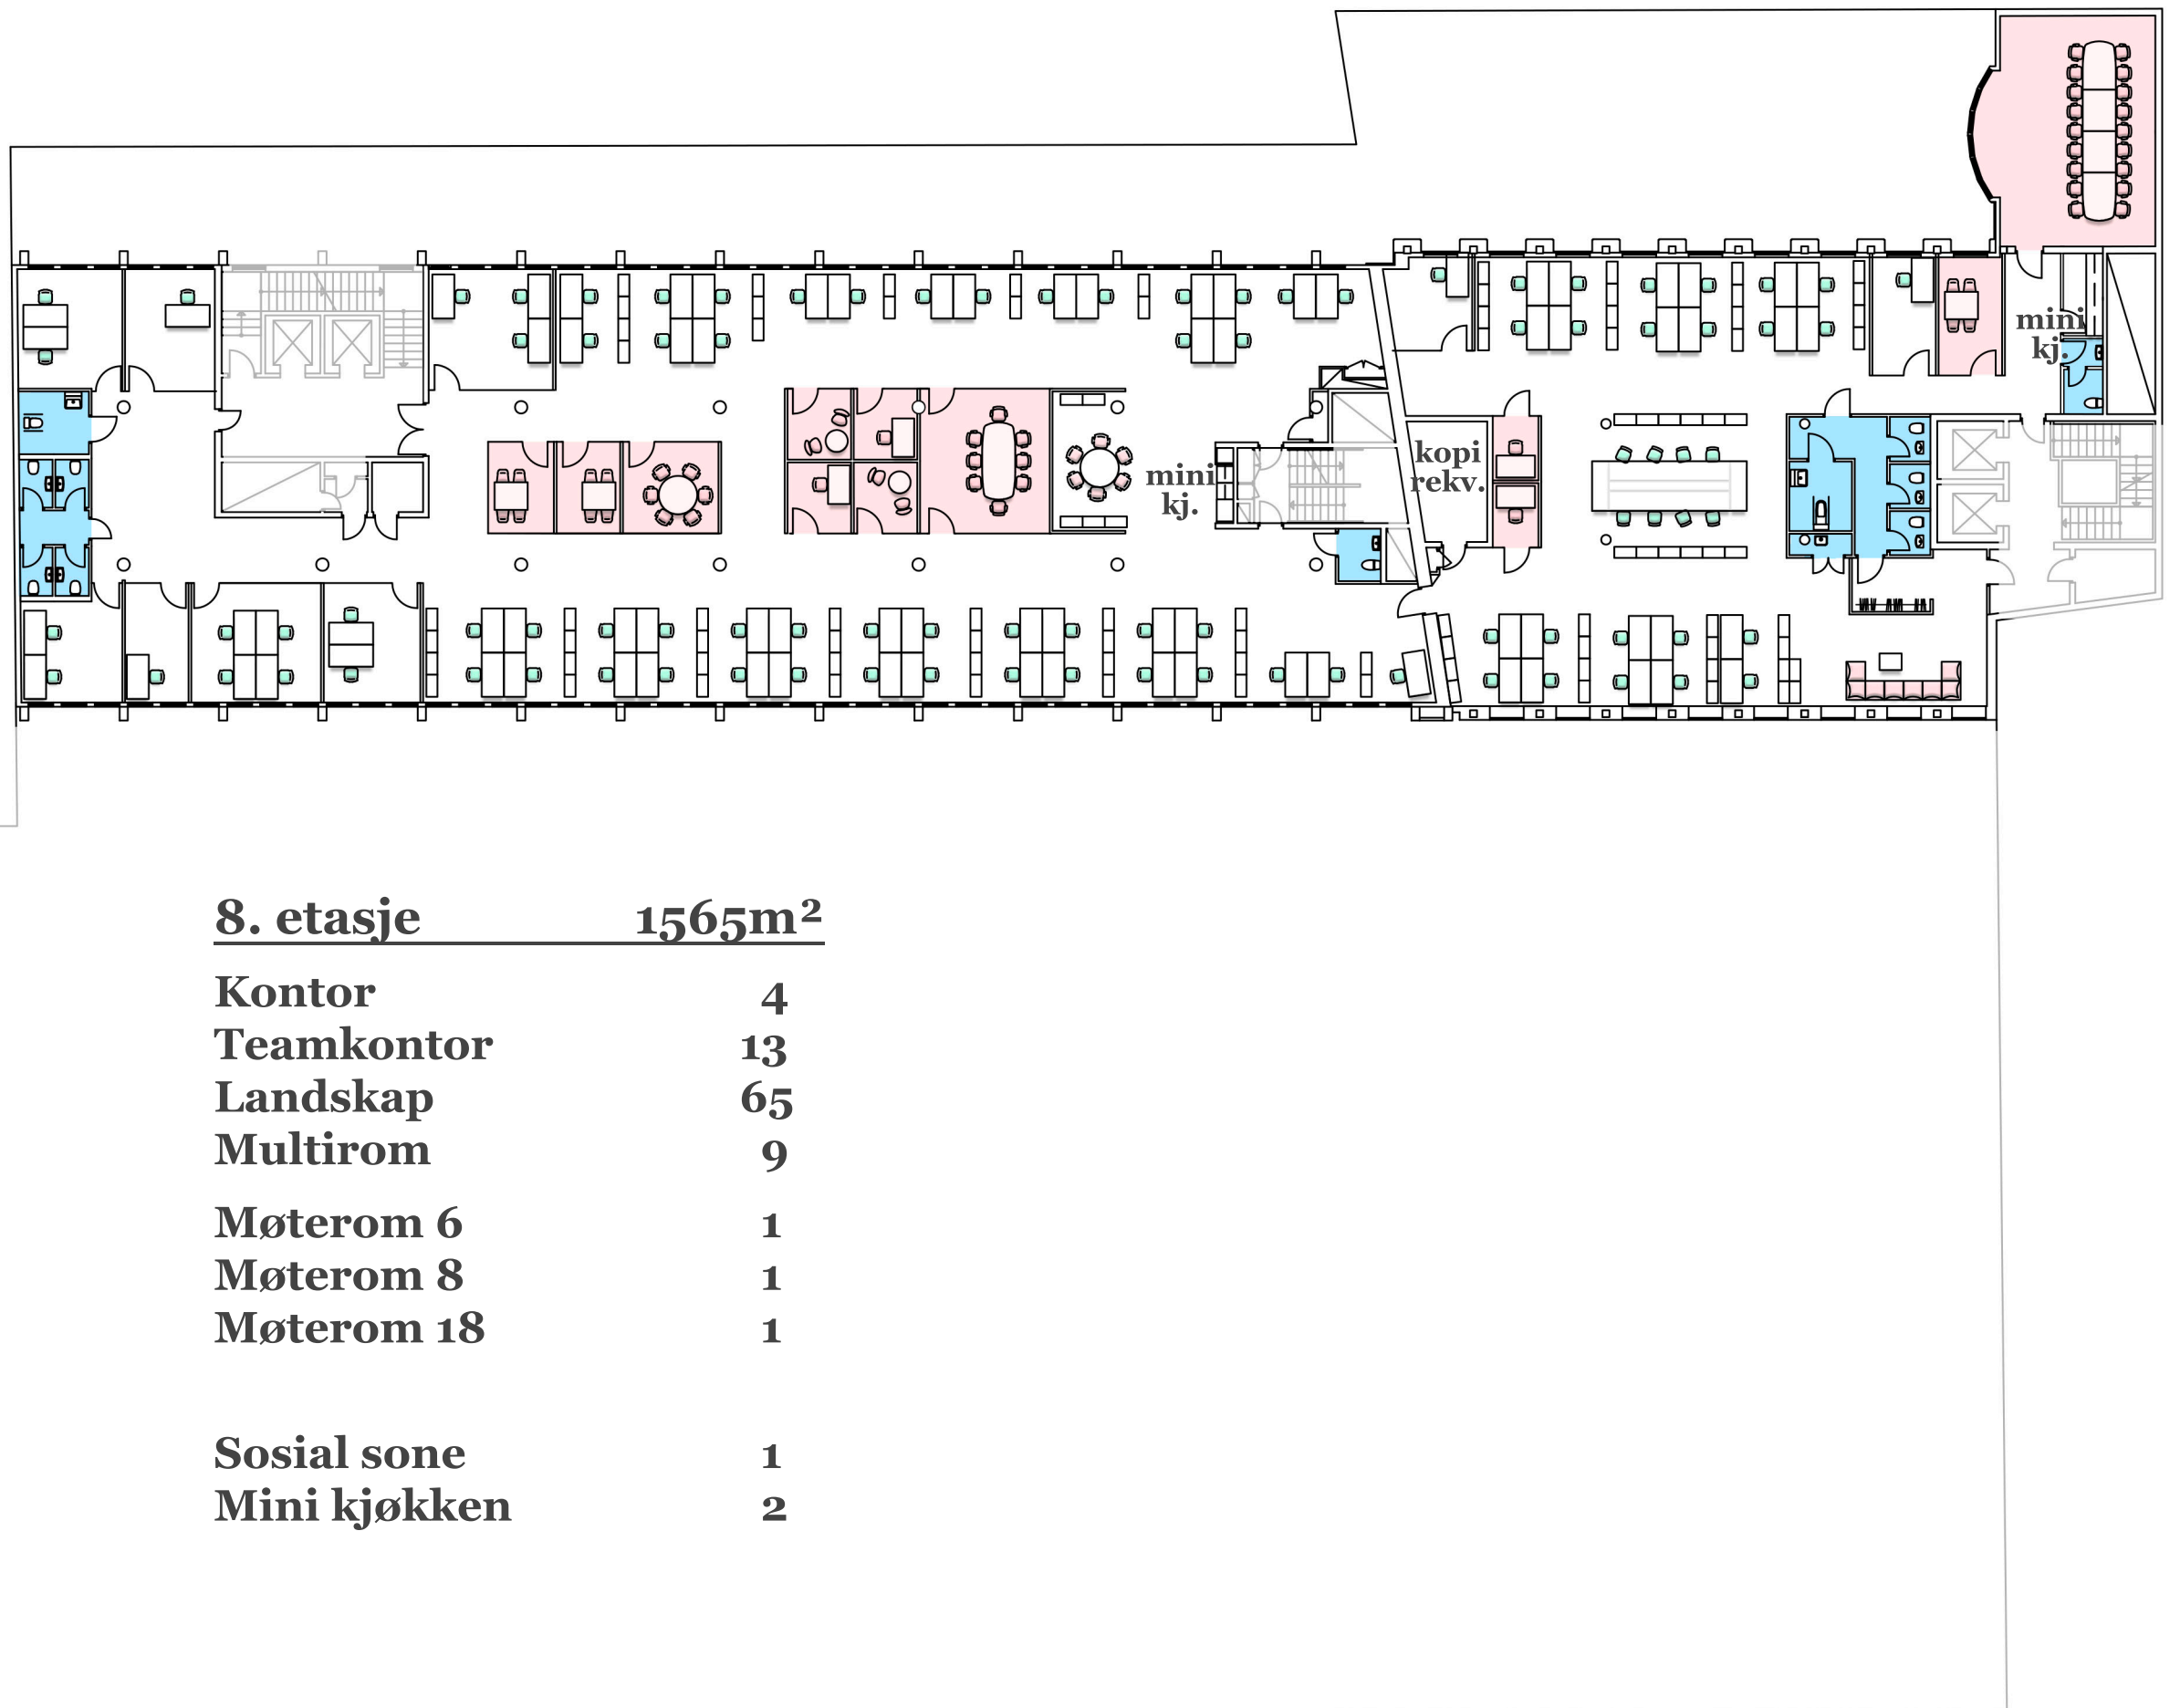 mini
kj.
mini
kj.
kopi
rekv.
8. etasje 1565m²
Kontor 4
Teamkontor 13
Landskap 65
Multirom 9
Møterom 6 1
Møterom 8 1
Møterom 18 1
Sosial sone 1
Mini kjøkken 2